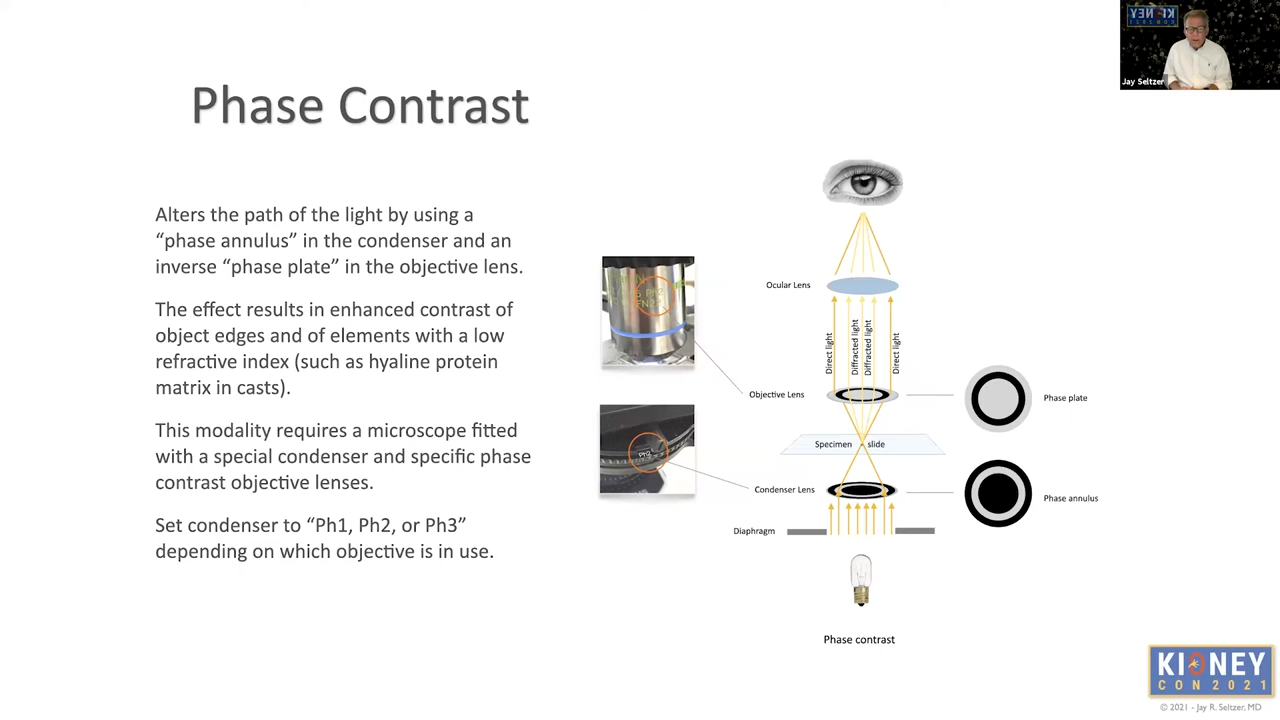 Jay Seltzer
Phase Contrast
Alters the path of the light by using a
“phase annulus” in the condenser and an
inverse “phase plate” in the objective lens.
The effect results in enhanced contrast of
object edges and of elements with a low
refractive index (such as hyaline protein
matrix in casts).
This modality requires a microscope fitted
with a special condenser and specific phase
contrast objective lenses.
Set condenser to “Ph1, Ph2, or Ph3”
depending on which objective is in use.
Ph2
Ph2
Ocular Lens
Direct light
Diffracted light
Diffracted light
Direct light
Objective Lens
Phase plate
Specimen slide
Condenser Lens
Phase annulus
Diaphragm
Phase contrast
KIDNEY
CON 2021
© 2021 - Jay R. Seltzer, MD